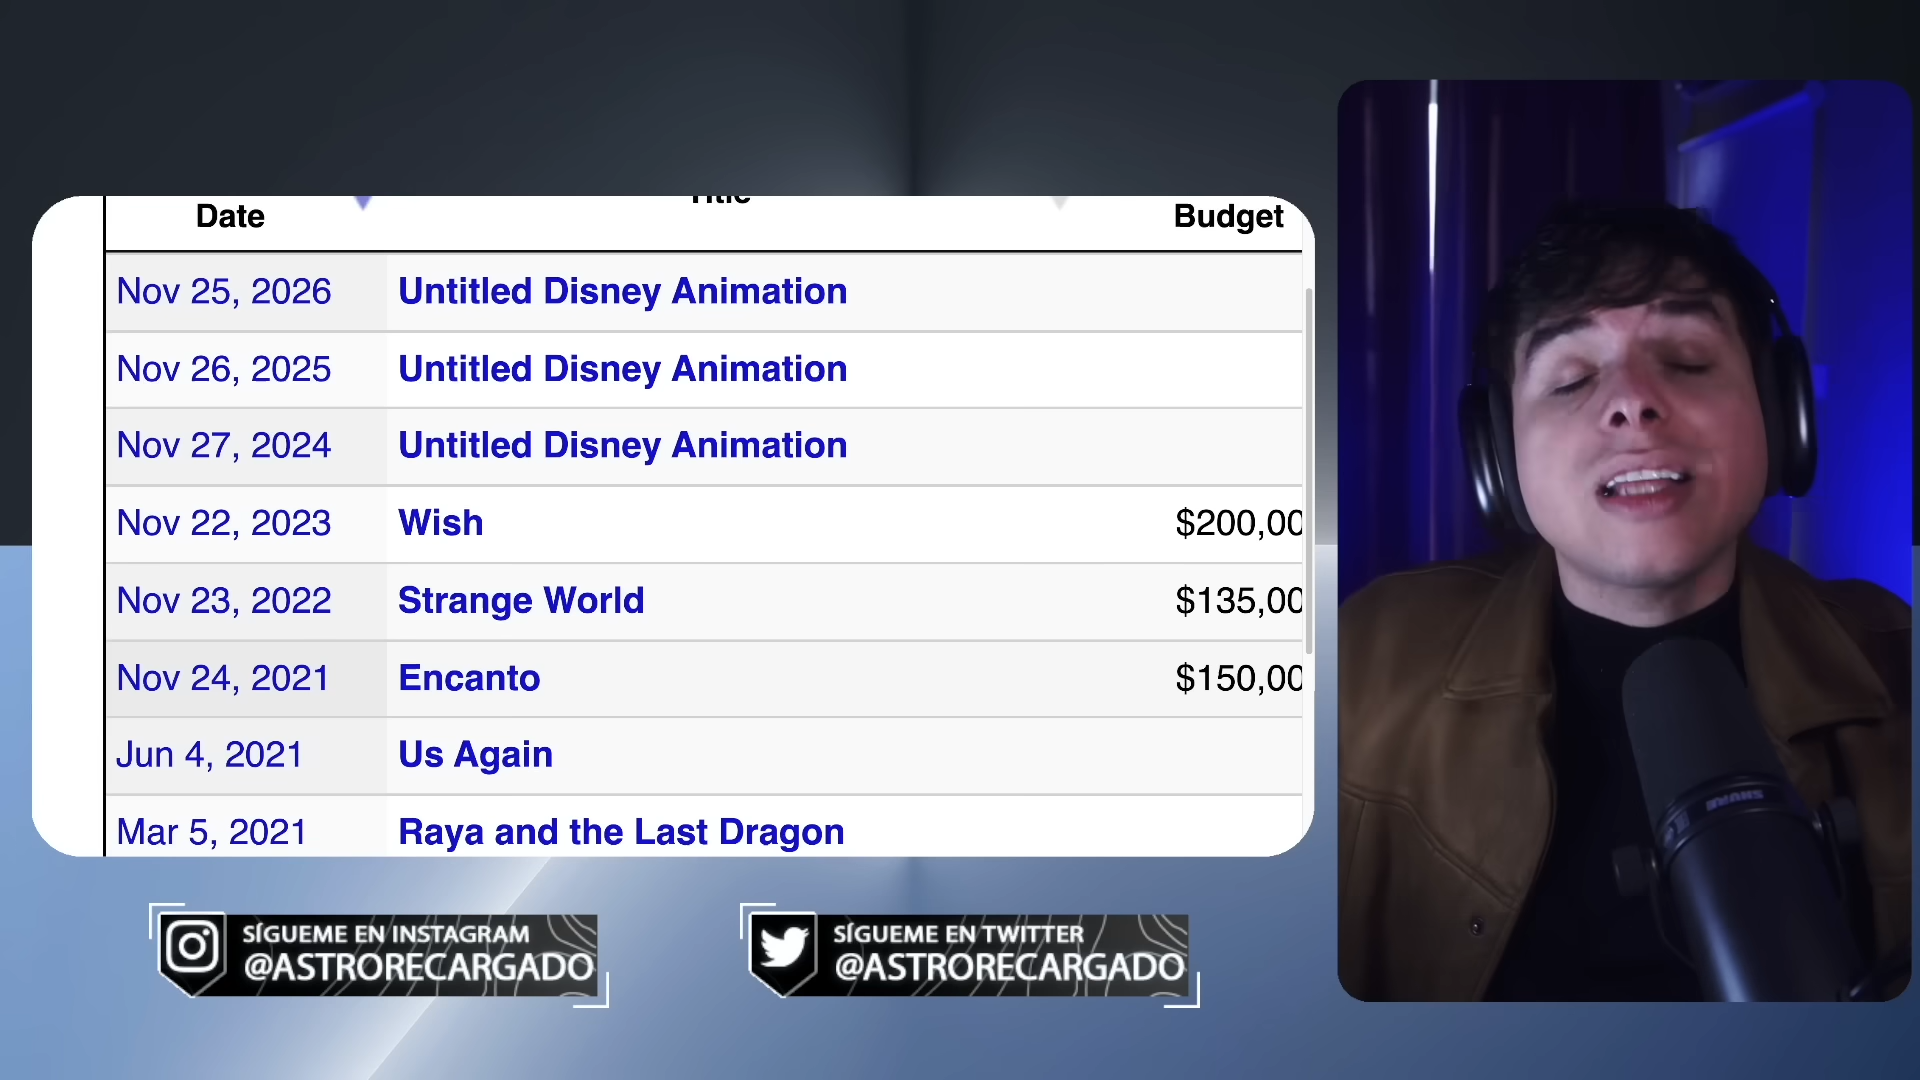 Title
Date Budget
Nov 25, 2026 Untitled Disney Animation
Nov 26, 2025 Untitled Disney Animation
Nov 27, 2024 Untitled Disney Animation
Nov 22, 2023 Wish $200,00
Nov 23, 2022 Strange World $135,00
Nov 24, 2021 Encanto $150,00
Jun 4, 2021 Us Again
Mar 5, 2021 Raya and the Last Dragon
SÍGUEME EN INSTAGRAM
@ASTRORECARGADO
SÍGUEME EN TWITTER
@ASTRORECARGADO
SHURE